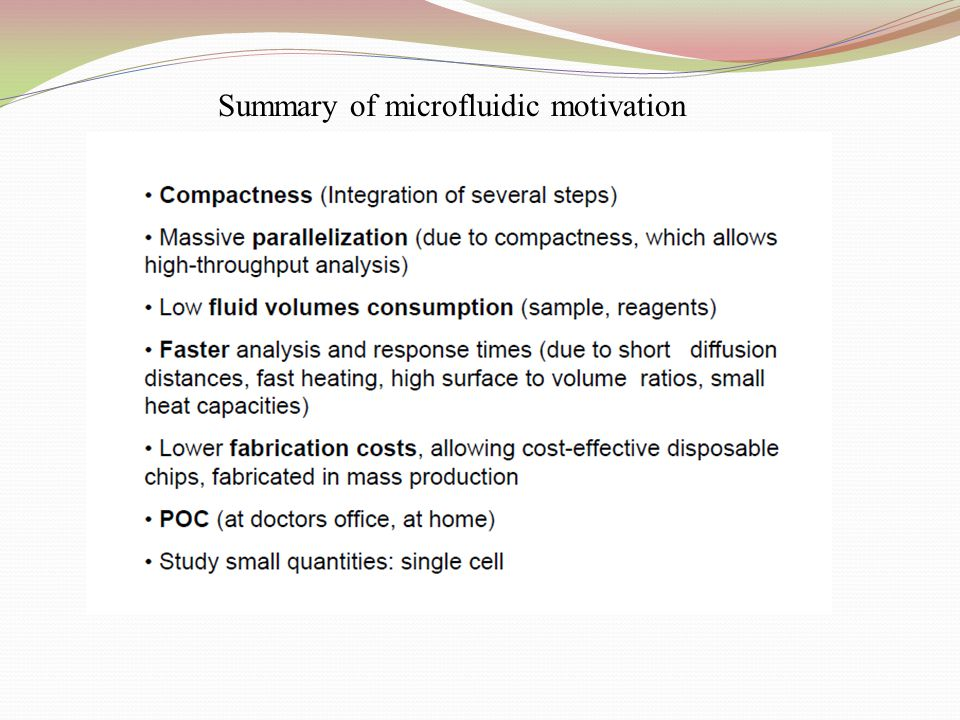 Summary of microfluidic motivation
• Compactness (Integration of several steps)
• Massive parallelization (due to compactness, which allows
high-throughput analysis)
• Low fluid volumes consumption (sample, reagents)
• Faster analysis and response times (due to short diffusion
distances, fast heating, high surface to volume ratios, small
heat capacities)
• Lower fabrication costs, allowing cost-effective disposable
chips, fabricated in mass production
• POC (at doctors office, at home)
• Study small quantities: single cell